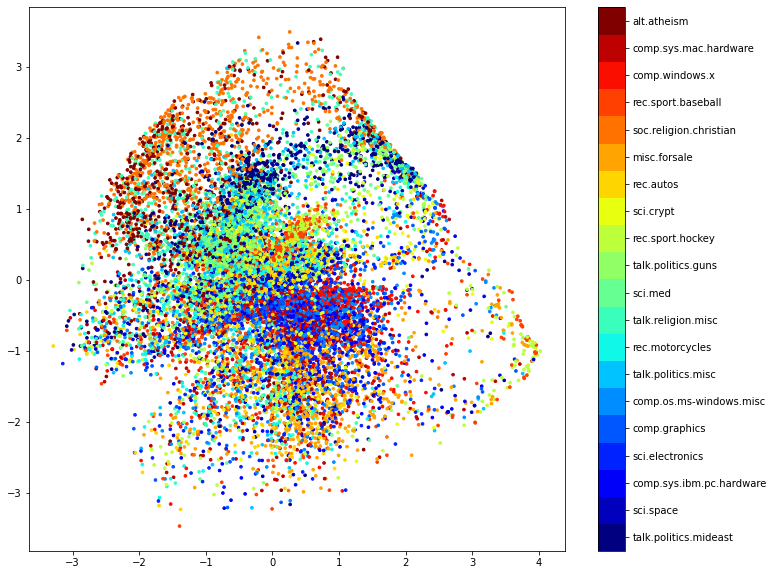 3
2
1
0
−1
−2
−3
−3
−2
−1
0
1
2
3
4
alt.atheism
comp.sys.mac.hardware
comp.windows.x
rec.sport.baseball
soc.religion.christian
misc.forsale
rec.autos
sci.crypt
rec.sport.hockey
talk.politics.guns
sci.med
talk.religion.misc
rec.motorcycles
talk.politics.misc
comp.os.ms-windows.misc
comp.graphics
sci.electronics
comp.sys.ibm.pc.hardware
sci.space
talk.politics.mideast